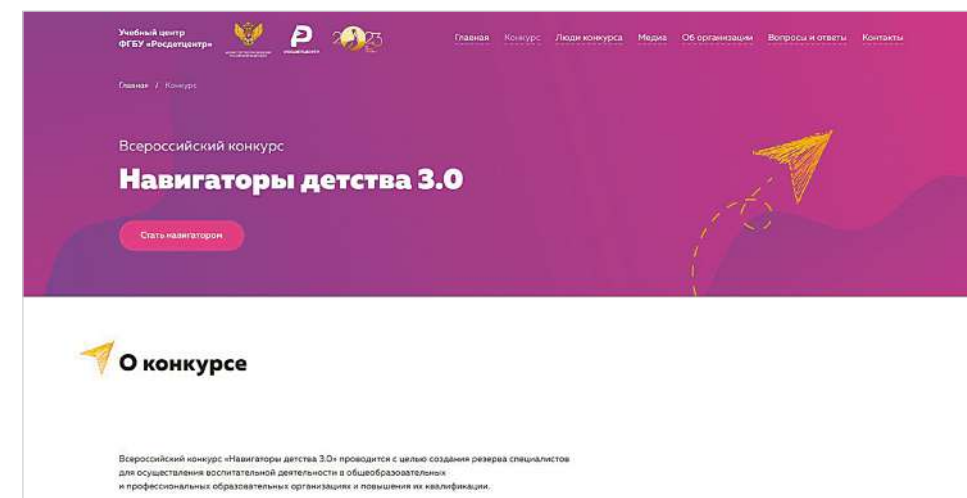 Учебный центр
ФГБУ «Росдетцентр»
2023
Главная Конкурс Люди конкурса Медиа Об организации Вопросы и ответы Контакты
Главная / Конкурс
Всероссийский конкурс
Навигаторы детства 3.0
Стать навигатором
О конкурсе
Всероссийский конкурс «Навигаторы детства 3.0» проводится с целью создания резерва специалистов
для осуществления воспитательной деятельности в общеобразовательных
и профессиональных образовательных организациях и повышения их квалификации.